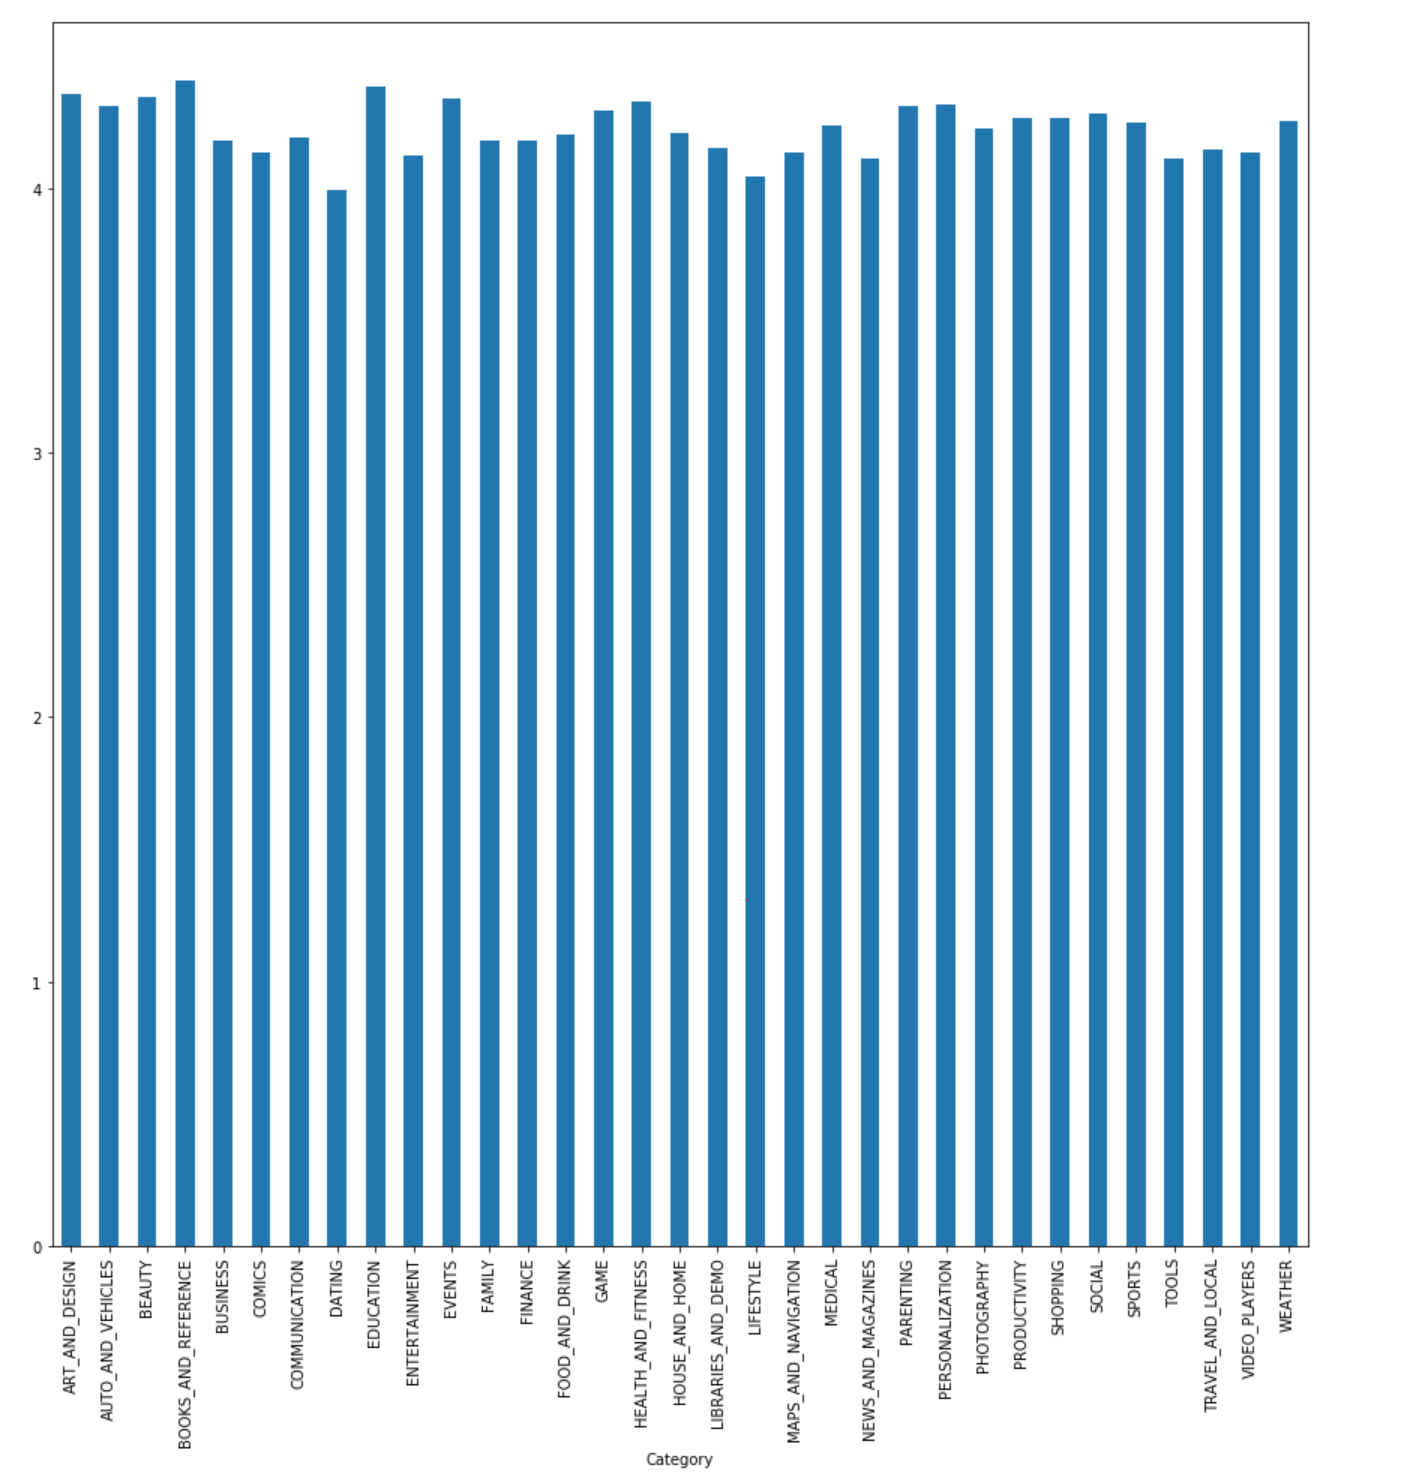 4
3
2
1
0
ART_AND_DESIGN
AUTO_AND_VEHICLES
BEAUTY
BOOKS_AND_REFERENCE
BUSINESS
COMICS
COMMUNICATION
DATING
EDUCATION
ENTERTAINMENT
EVENTS
FAMILY
FINANCE
FOOD_AND_DRINK
GAME
HEALTH_AND_FITNESS
HOUSE_AND_HOME
LIBRARIES_AND_DEMO
LIFESTYLE
MAPS_AND_NAVIGATION
MEDICAL
NEWS_AND_MAGAZINES
PARENTING
PERSONALIZATION
PHOTOGRAPHY
PRODUCTIVITY
SHOPPING
SOCIAL
SPORTS
TOOLS
TRAVEL_AND_LOCAL
VIDEO_PLAYERS
WEATHER
Category